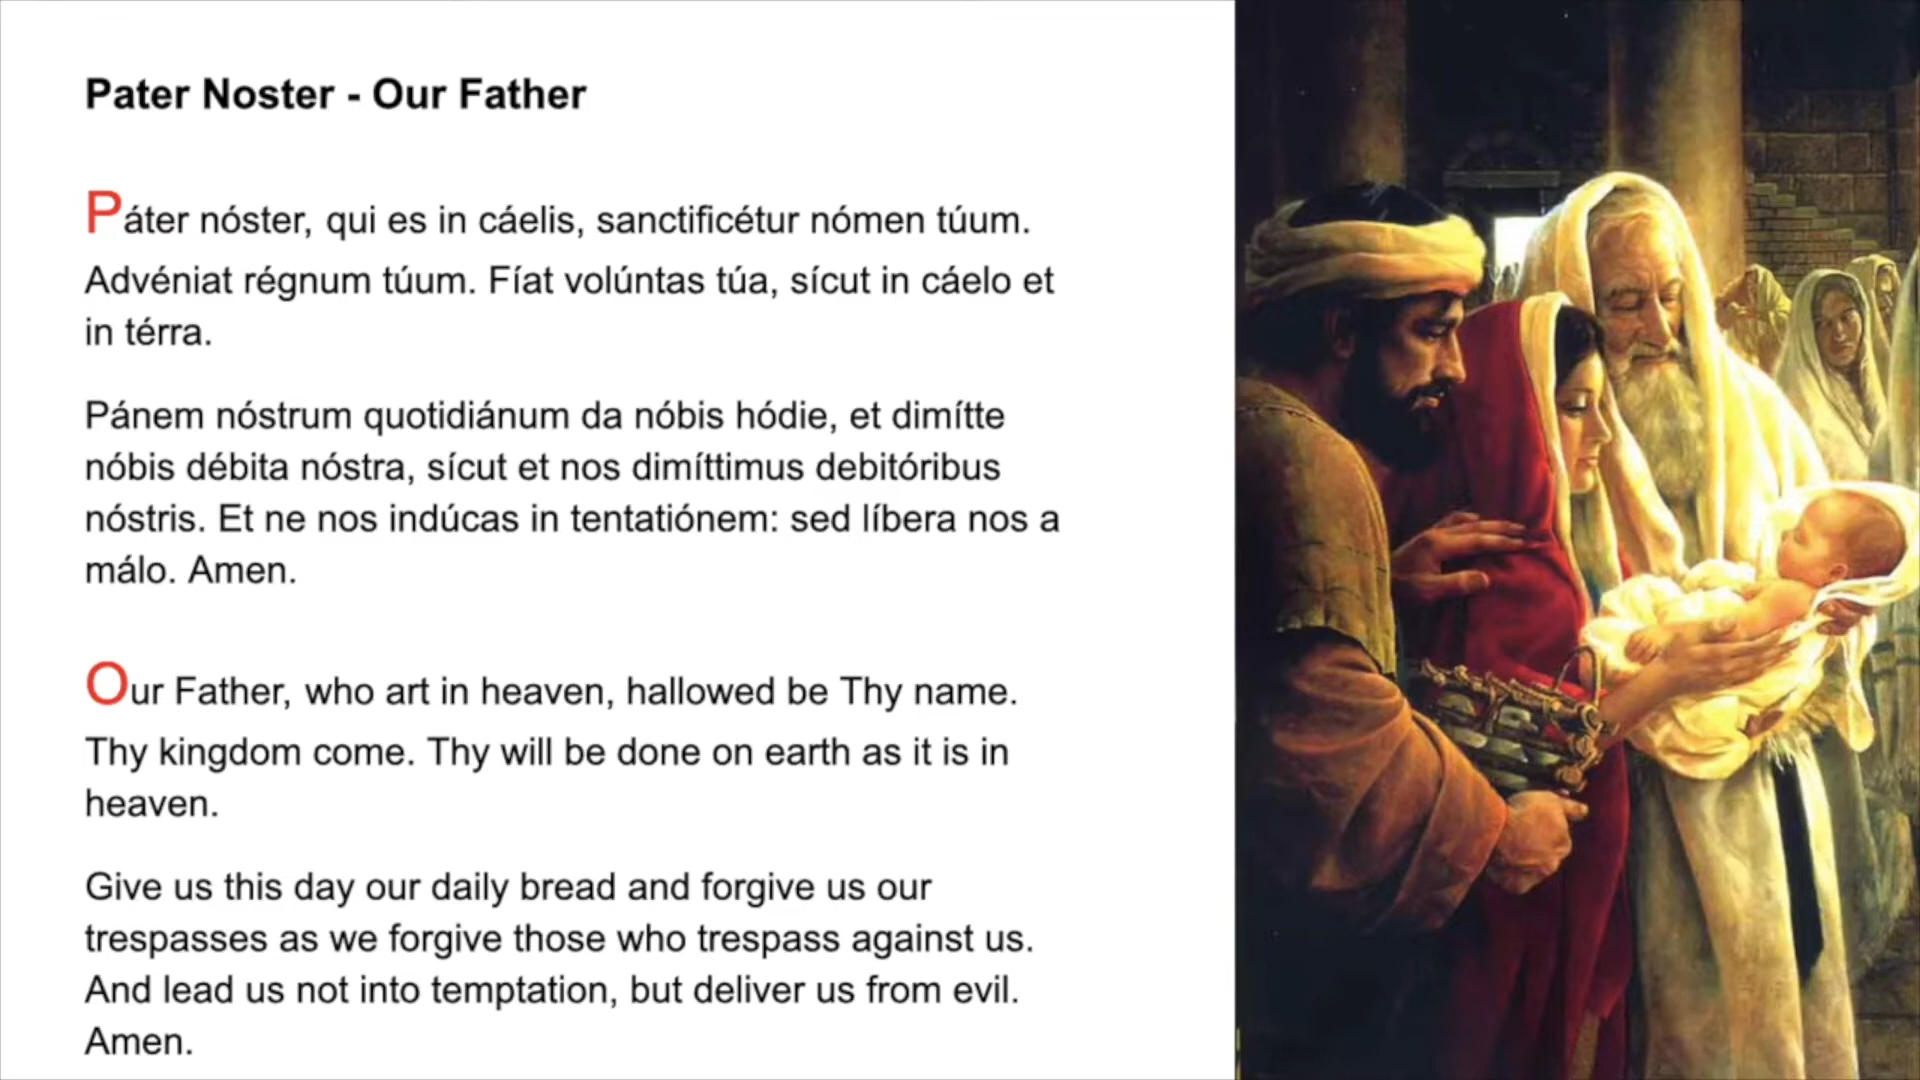 Pater Noster - Our Father
Páter nóster, qui es in cáelis, sanctificétur nómen túum.
Advéniat régnum túum. Fíat volúntas túa, sícut in cáelo et
in térra.
Pánem nóstrum quotidiánum da nóbis hódie, et dimítte
nóbis débita nóstra, sícut et nos dimíttimus debitóribus
nóstris. Et ne nos indúcas in tentatiónem: sed líbera nos a
málo. Amen.
Our Father, who art in heaven, hallowed be Thy name.
Thy kingdom come. Thy will be done on earth as it is in
heaven.
Give us this day our daily bread and forgive us our
trespasses as we forgive those who trespass against us.
And lead us not into temptation, but deliver us from evil.
Amen.